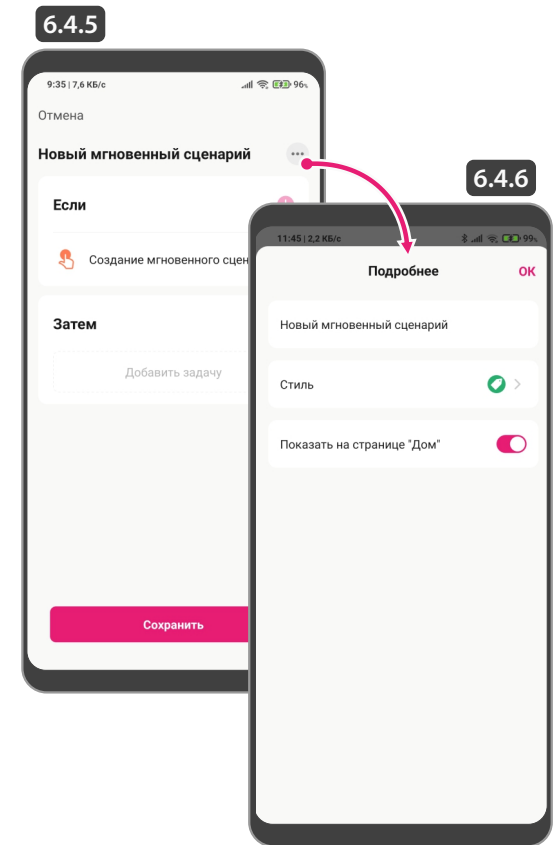 6.4.5
9:35 | 7,6 КБ/с
96
Отмена
Новый мгновенный сценарий
Если
Создание мгновенного сцен
Затем
Добавить задачу
Сохранить
6.4.6
11:45 | 2,2 КБ/с
99
Подробнее
ОК
Новый мгновенный сценарий
Стиль
Показать на странице "Дом"